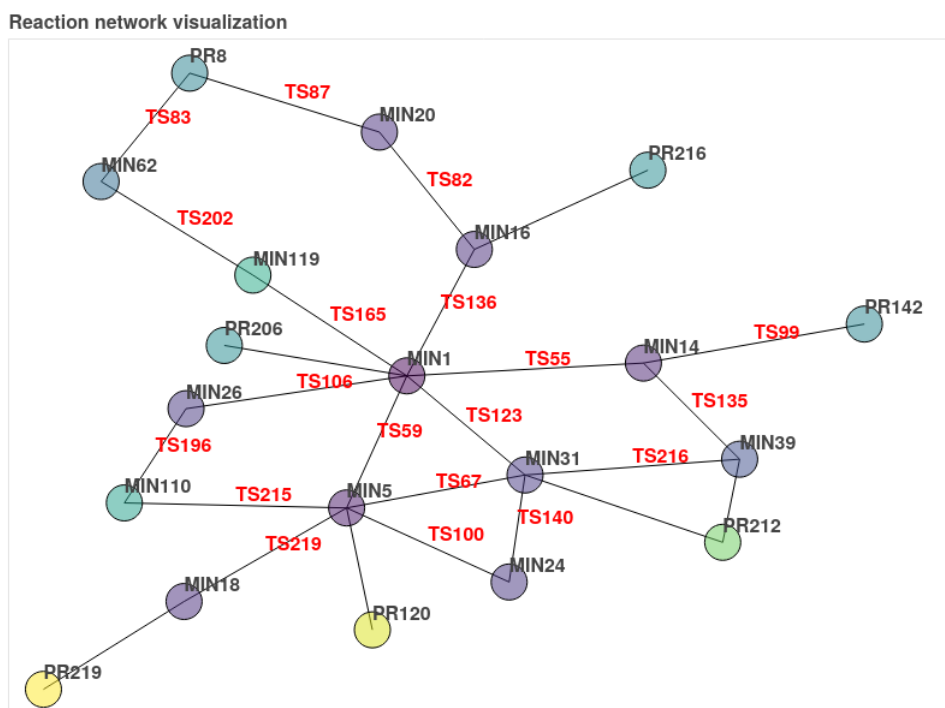 Reaction network visualization
PR8
TS87
TS83
MIN20
PR216
MIN62
TS82
TS202
MIN16
MIN119
TS136
TS165
PR142
PR206
TS99
MIN1
TS55
MIN14
TS106
MIN26
TS135
TS123
TS59
TS196
MIN39
MIN31
TS216
TS67
MIN110
TS215
MIN5
TS140
PR212
TS100
TS219
MIN24
MIN18
PR120
PR219